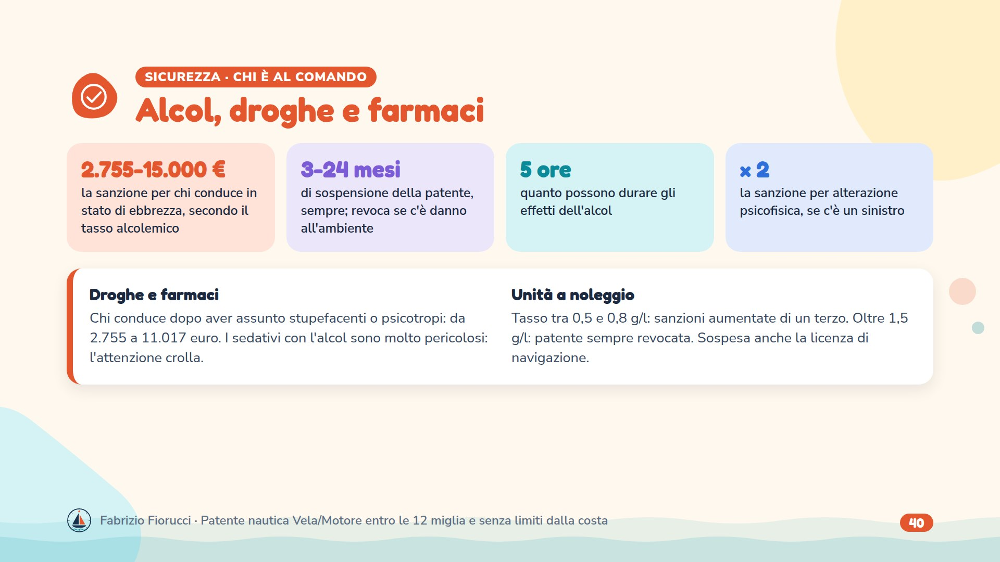 SICUREZZA · CHI È AL COMANDO
Alcol, droghe e farmaci
2.755–15.000 €
la sanzione per chi conduce in
stato di ebbrezza, secondo il
tasso alcolemico
3–24 mesi
di sospensione della patente,
sempre; revoca se c'è danno
all'ambiente
5 ore
quanto possono durare gli
effetti dell'alcol
× 2
la sanzione per alterazione
psicofisica, se c'è un sinistro
Droghe e farmaci
Chi conduce dopo aver assunto stupefacenti o psicotropi: da
2.755 a 11.017 euro. I sedativi con l'alcol sono molto pericolosi:
l'attenzione crolla.
Unità a noleggio
Tasso tra 0,5 e 0,8 g/l: sanzioni aumentate di un terzo. Oltre 1,5
g/l: patente sempre revocata. Sospesa anche la licenza di
navigazione.
Fabrizio Fiorucci · Patente nautica Vela/Motore entro le 12 miglia e senza limiti dalla costa
40